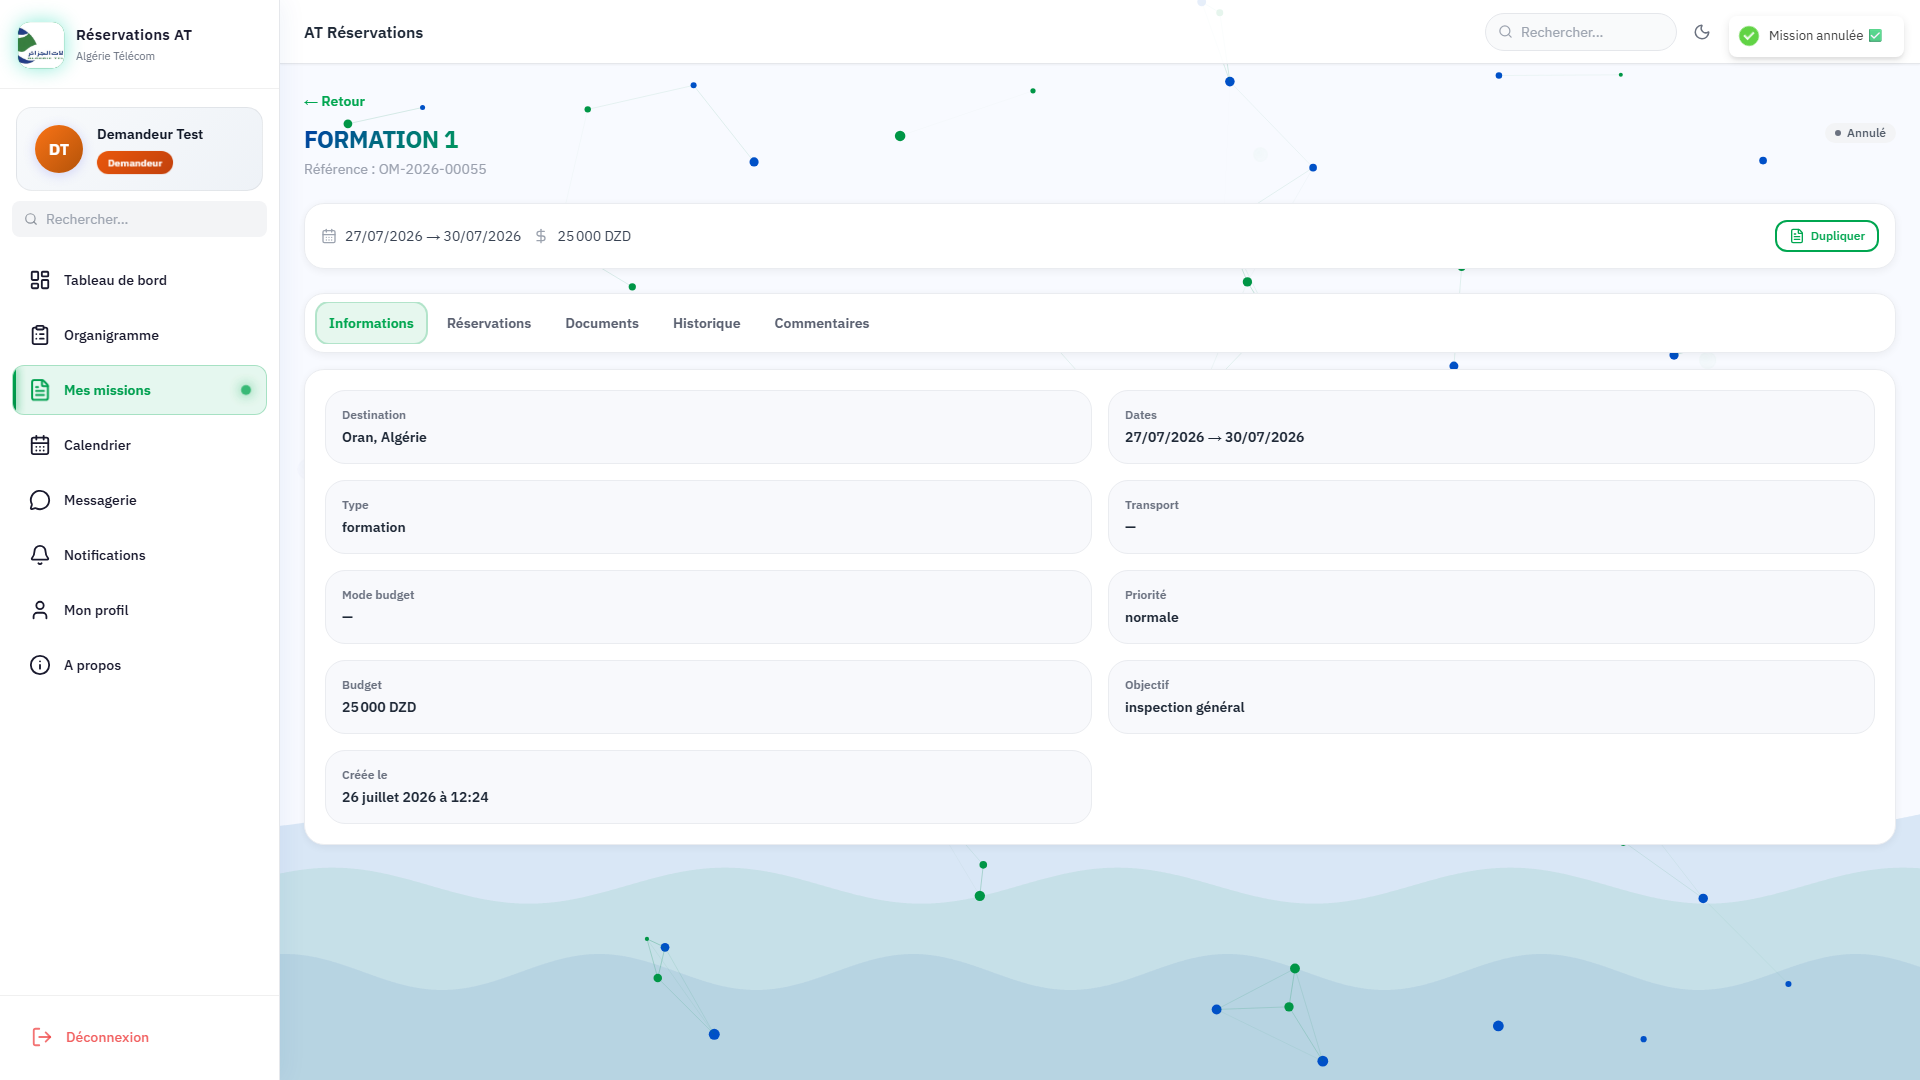 Réservations AT
Algérie Télécom
DT
Demandeur Test
Demandeur
Rechercher...
Tableau de bord
Organigramme
Mes missions
Calendrier
Messagerie
Notifications
Mon profil
A propos
Déconnexion
AT Réservations
Rechercher...
Mission annulée ✅
← Retour
FORMATION 1
Référence : OM-2026-00055
Annulé
27/07/2026 → 30/07/2026
25 000 DZD
Dupliquer
Informations
Réservations
Documents
Historique
Commentaires
Destination
Oran, Algérie
Dates
27/07/2026 → 30/07/2026
Type
formation
Transport
—
Mode budget
—
Priorité
normale
Budget
25 000 DZD
Objectif
inspection général
Créée le
26 juillet 2026 à 12:24